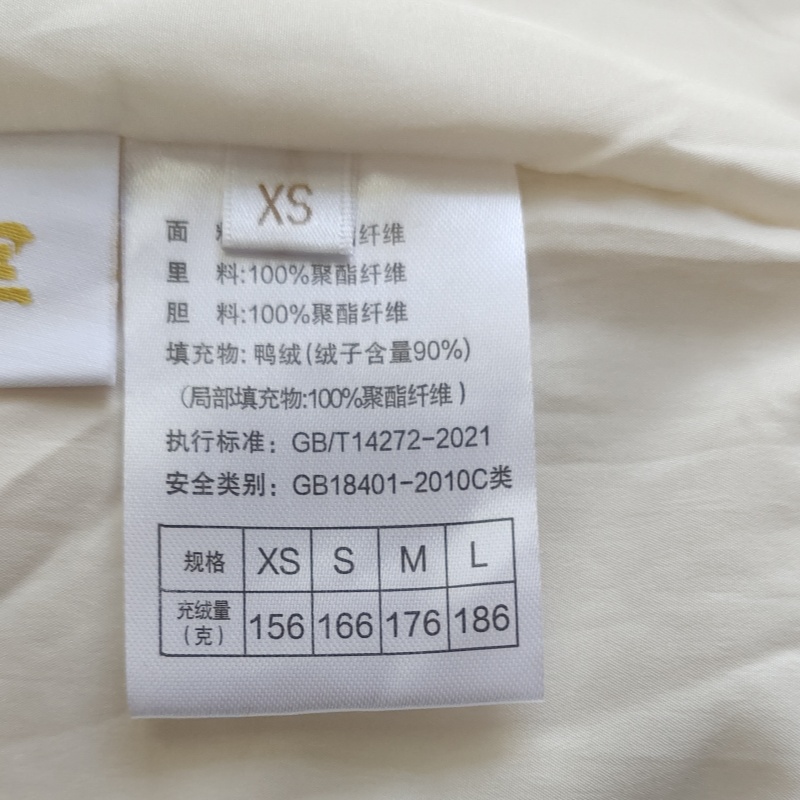 XS
面 纤维
里 料:100%聚酯纤维
胆 料:100%聚酯纤维
填充物: 鸭绒(绒子含量90%)
(局部填充物:100%聚酯纤维)
执行标准: GB/T14272-2021
安全类别: GB18401-2010C类
规格 XS S M L
充绒量(克) 156 166 176 186